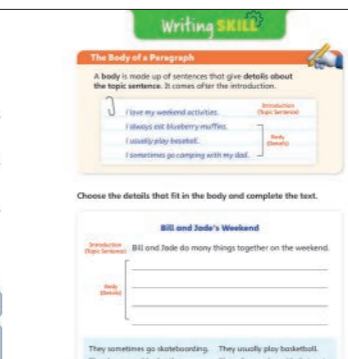 Writing SKILL
The Body of a Paragraph
A body is made up of sentences that give details about
the topic sentence. It comes after the introduction.
I love my weekend activities.
Introduction
(Topic Sentence)
I always eat blueberry muffins.
I usually play baseball.
Body
(Details)
I sometimes go camping with my dad.
Choose the details that fit in the body and complete the text.
Bill and Jade's Weekend
Introduction
(Topic Sentence)
Bill and Jade do many things together on the weekend.
Body
(Details)
They sometimes go skateboarding. They usually play basketball.